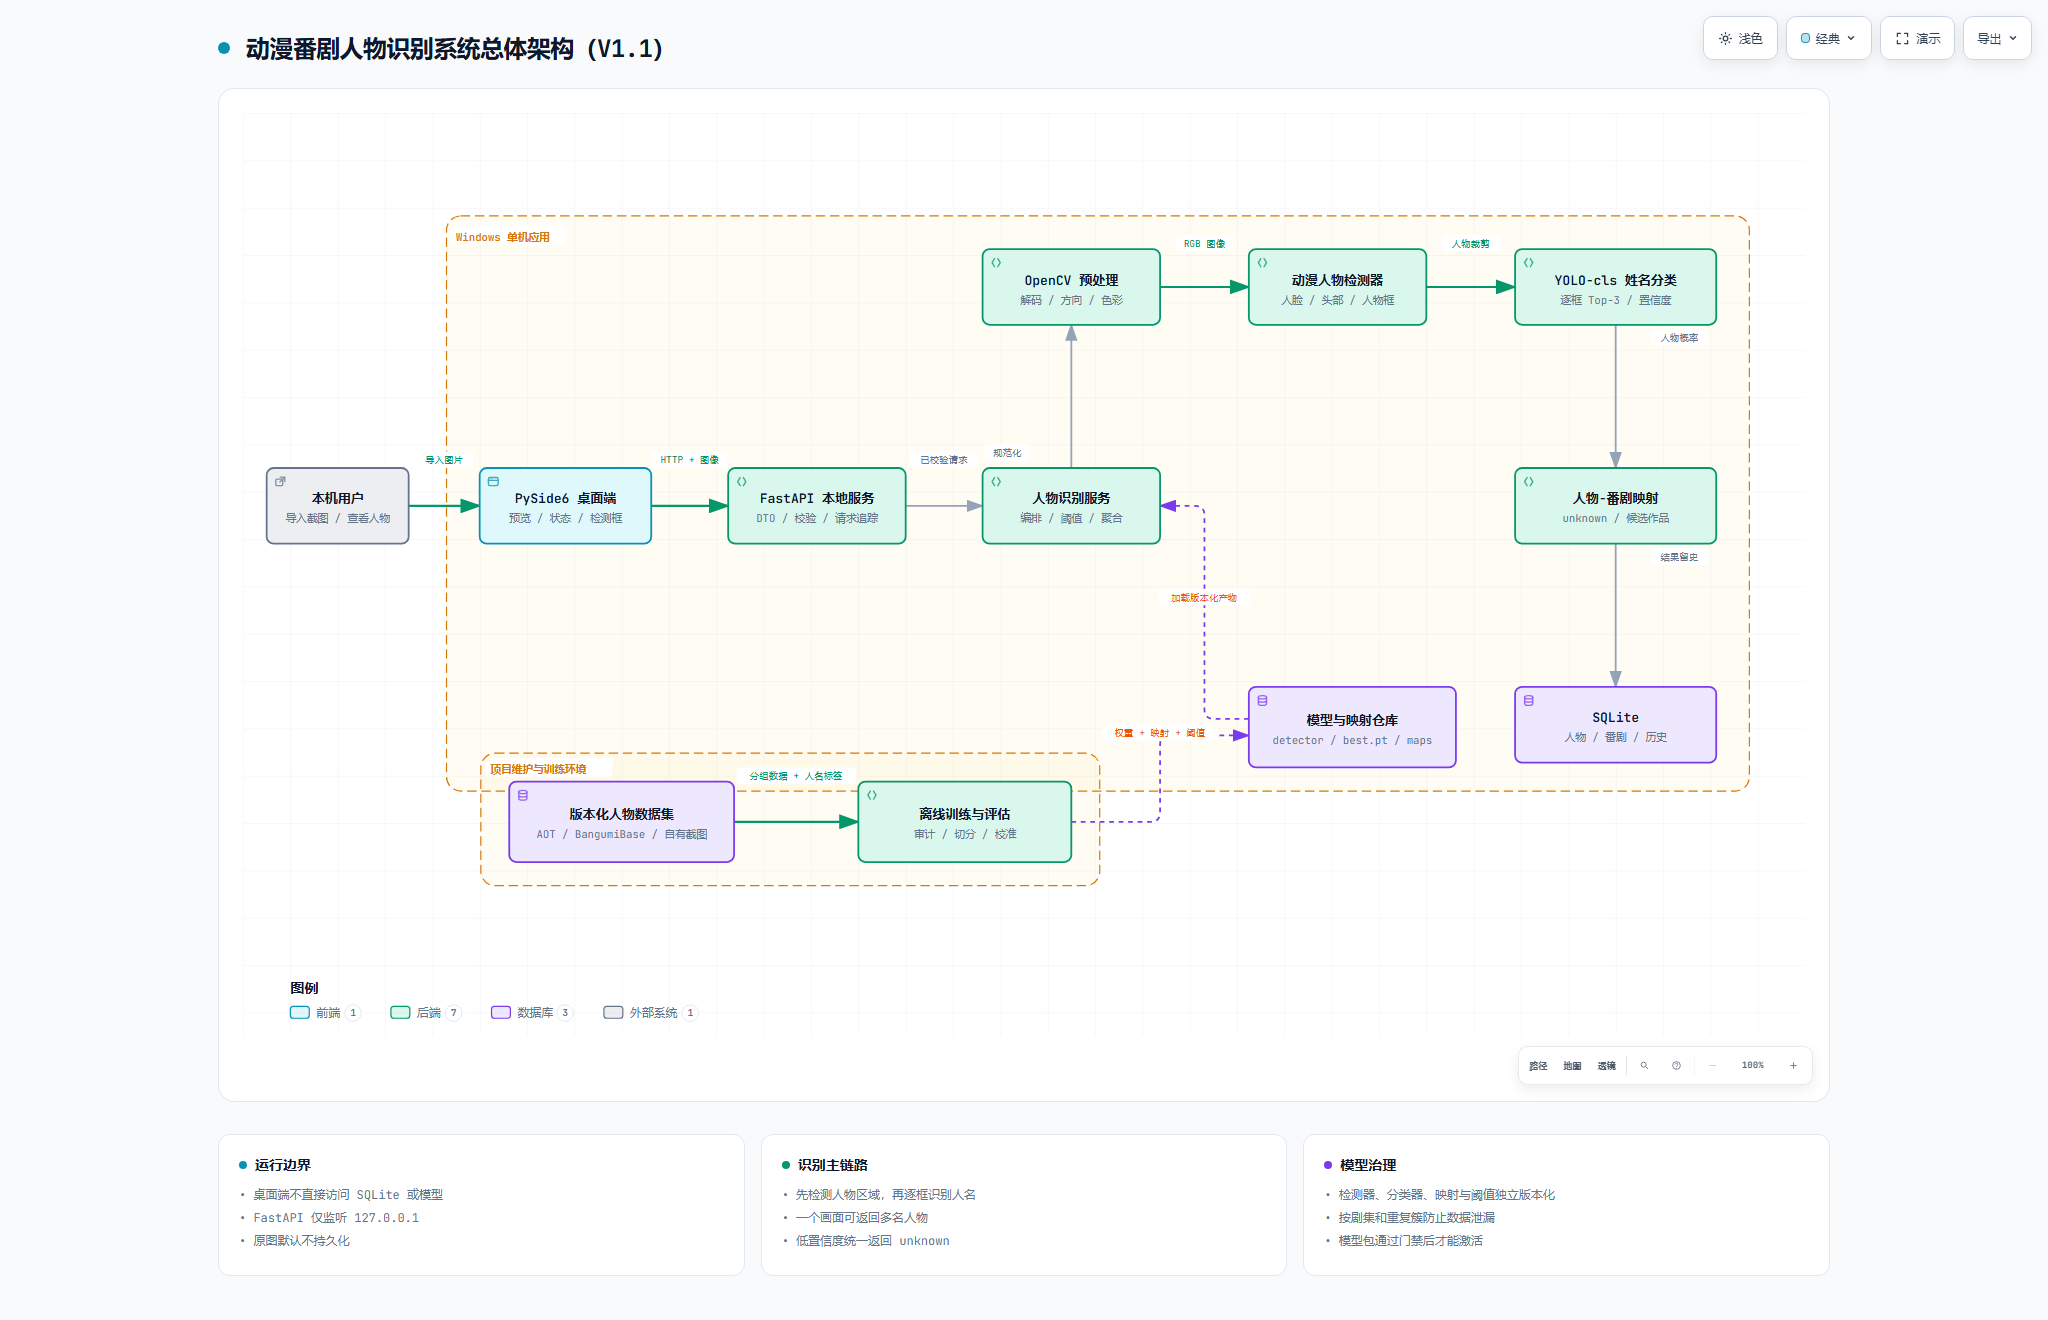 动漫番剧人物识别系统总体架构（V1.1）
浅色
经典
演示
导出
Windows 单机应用
RGB 图像
人物裁剪
OpenCV 预处理
解码 / 方向 / 色彩
动漫人物检测器
人脸 / 头部 / 人物框
YOLO-cls 姓名分类
逐框 Top-3 / 置信度
人物概率
导入图片
HTTP + 图像
已校验请求
规范化
本机用户
导入截图 / 查看人物
PySide6 桌面端
预览 / 状态 / 检测框
FastAPI 本地服务
DTO / 校验 / 请求追踪
人物识别服务
编排 / 阈值 / 聚合
人物-番剧映射
unknown / 候选作品
结果留史
加载版本化产物
模型与映射仓库
detector / best.pt / maps
SQLite
人物 / 番剧 / 历史
权重 + 映射 + 阈值
项目维护与训练环境
分组数据 + 人名标签
版本化人物数据集
AOT / BangumiBase / 自有截图
离线训练与评估
审计 / 切分 / 校准
图例
前端 1
后端 7
数据库 3
外部系统 1
路径
地图
透镜
100%
运行边界
• 桌面端不直接访问 SQLite 或模型
• FastAPI 仅监听 127.0.0.1
• 原图默认不持久化
识别主链路
• 先检测人物区域，再逐框识别人名
• 一个画面可返回多名人物
• 低置信度统一返回 unknown
模型治理
• 检测器、分类器、映射与阈值独立版本化
• 按剧集和重复簇防止数据泄漏
• 模型包通过门禁后才能激活